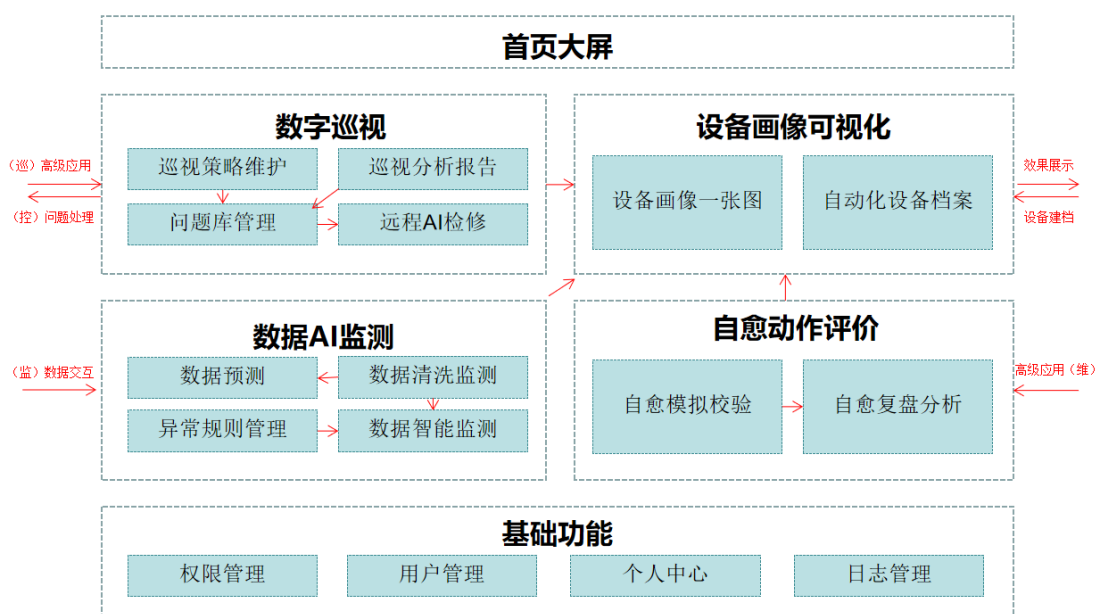 首页大屏
数字巡视
设备画像可视化
（巡）高级应用
（控）问题处理
巡视策略维护
巡视分析报告
问题库管理
远程AI检修
设备画像一张图
自动化设备档案
效果展示
设备建档
数据AI监测
自愈动作评价
（监）数据交互
数据预测
数据清洗监测
异常规则管理
数据智能监测
自愈模拟校验
自愈复盘分析
高级应用（维）
基础功能
权限管理
用户管理
个人中心
日志管理